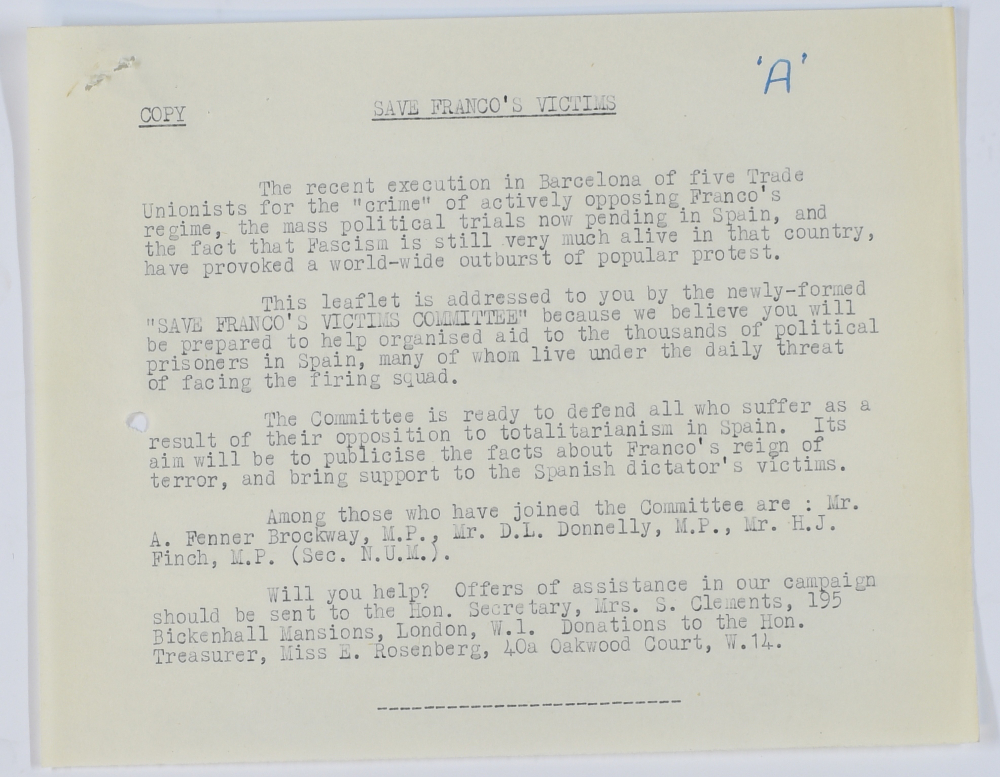 'A'
COPY SAVE FRANCO'S VICTIMS
The recent execution in Barcelona of five Trade
Unionists for the "crime" of actively opposing Franco's
regime, the mass political trials now pending in Spain, and
the fact that Fascism is still very much alive in that country,
have provoked a world-wide outburst of popular protest.
This leaflet is addressed to you by the newly-formed
"SAVE FRANCO'S VICTIMS COMMITTEE" because we believe you will
be prepared to help organised aid to the thousands of political
prisoners in Spain, many of whom live under the daily threat
of facing the firing squad.
The Committee is ready to defend all who suffer as a
result of their opposition to totalitarianism in Spain. Its
aim will be to publicise the facts about Franco's reign of
terror, and bring support to the Spanish dictator's victims.
Among those who have joined the Committee are : Mr.
A. Fenner Brockway, M.P., Mr. D.L. Donnelly, M.P., Mr. H.J.
Finch, M.P. (Sec. N.U.M.).
Will you help? Offers of assistance in our campaign
should be sent to the Hon. Secretary, Mrs. S. Clements, 195
Bickenhall Mansions, London, W.1. Donations to the Hon.
Treasurer, Miss E. Rosenberg, 40a Oakwood Court, W.14.